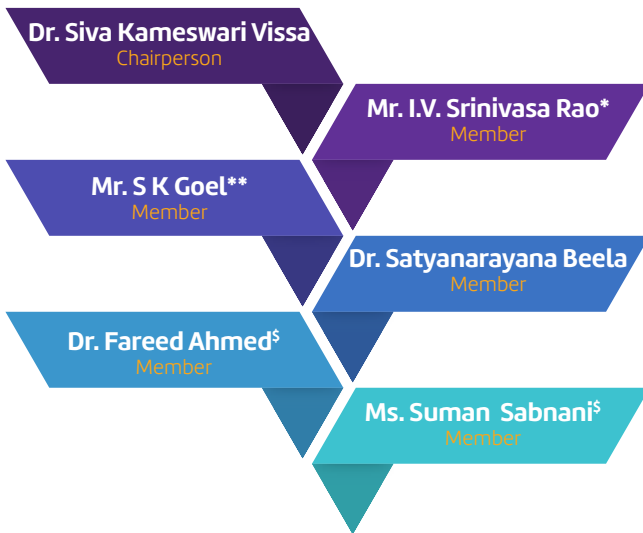 Dr. Siva Kameswari Vissa
Chairperson
Mr. I.V. Srinivasa Rao*
Member
Mr. S K Goel**
Member
Dr. Satyanarayana Beela
Member
Dr. Fareed Ahmed$
Member
Ms. Suman Sabnani$
Member